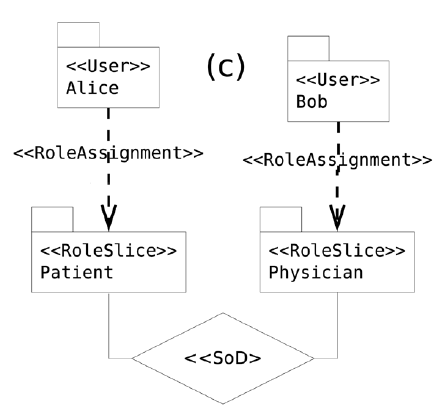 <<User>>
Alice
(c)
<<User>>
Bob
<<RoleAssignment>>
<<RoleAssignment>>
<<RoleSlice>>
Patient
<<RoleSlice>>
Physician
<<SoD>